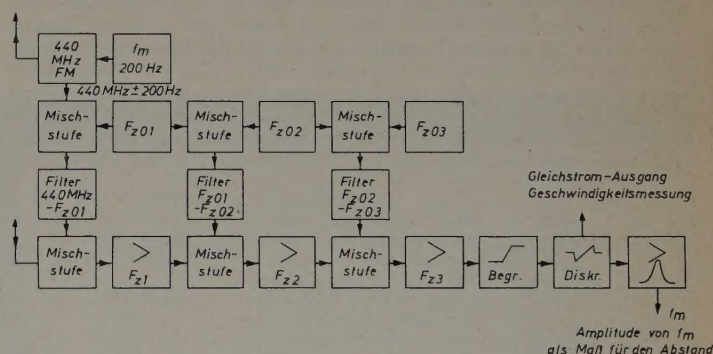 440
MHz
FM
fm
200 Hz
440 MHz ± 200Hz
Misch-
stufe
Fz01
Misch-
stufe
Fz02
Misch-
stufe
Fz03
Filter
440MHz
-Fz01
Filter
Fz01
-Fz02
Filter
Fz02
-Fz03
Gleichstrom-Ausgang
Geschwindigkeitsmessung
Misch-
stufe
>
Fz1
Misch-
stufe
>
Fz2
Misch-
stufe
>
Fz3
Begr.
Diskr.
>
fm
Amplitude von fm
als Maß für den Abstand